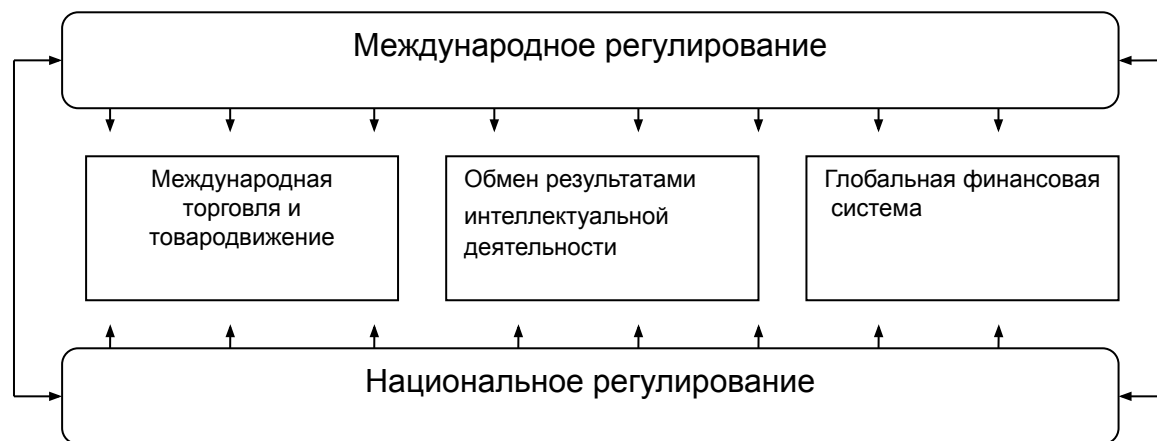 Международное регулирование
Международная
торговля и
товародвижение
Обмен результатами
интеллектуальной
деятельности
Глобальная финансовая
система
Национальное регулирование